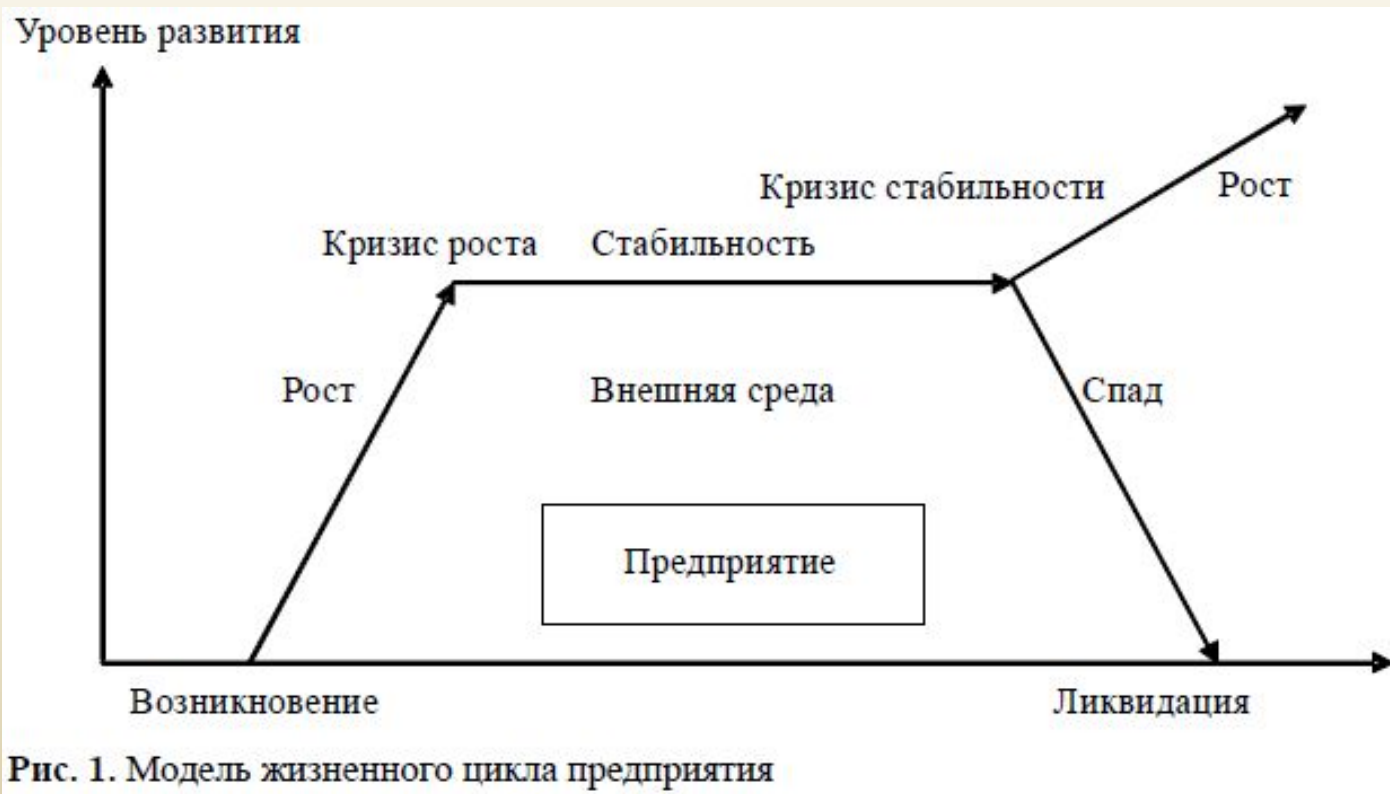 Уровень развития
Кризис стабильности
Рост
Кризис роста
Стабильность
Рост
Внешняя среда
Спад
Предприятие
Возникновение
Ликвидация
Рис. 1. Модель жизненного цикла предприятия